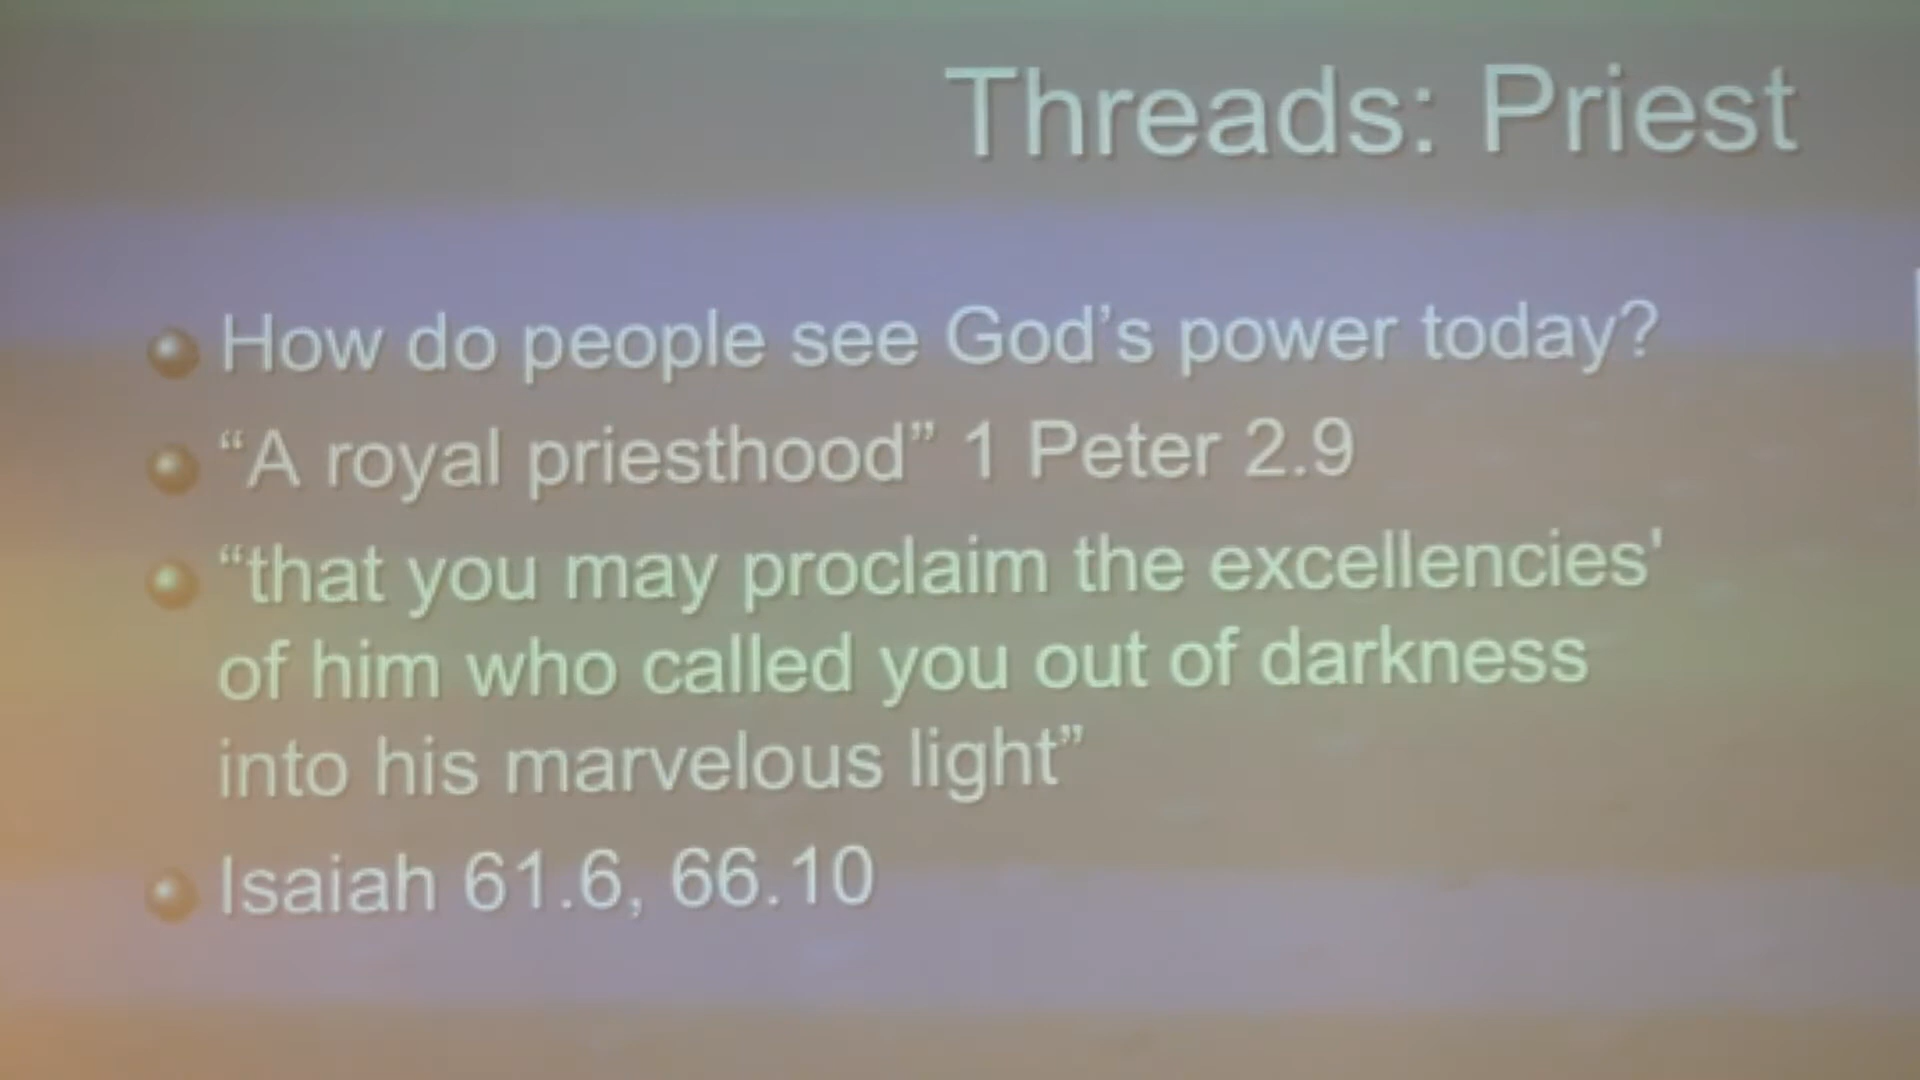 Threads: Priest
How do people see God’s power today?
“A royal priesthood” 1 Peter 2.9
“that you may proclaim the excellencies'
of him who called you out of darkness
into his marvelous light”
Isaiah 61.6, 66.10